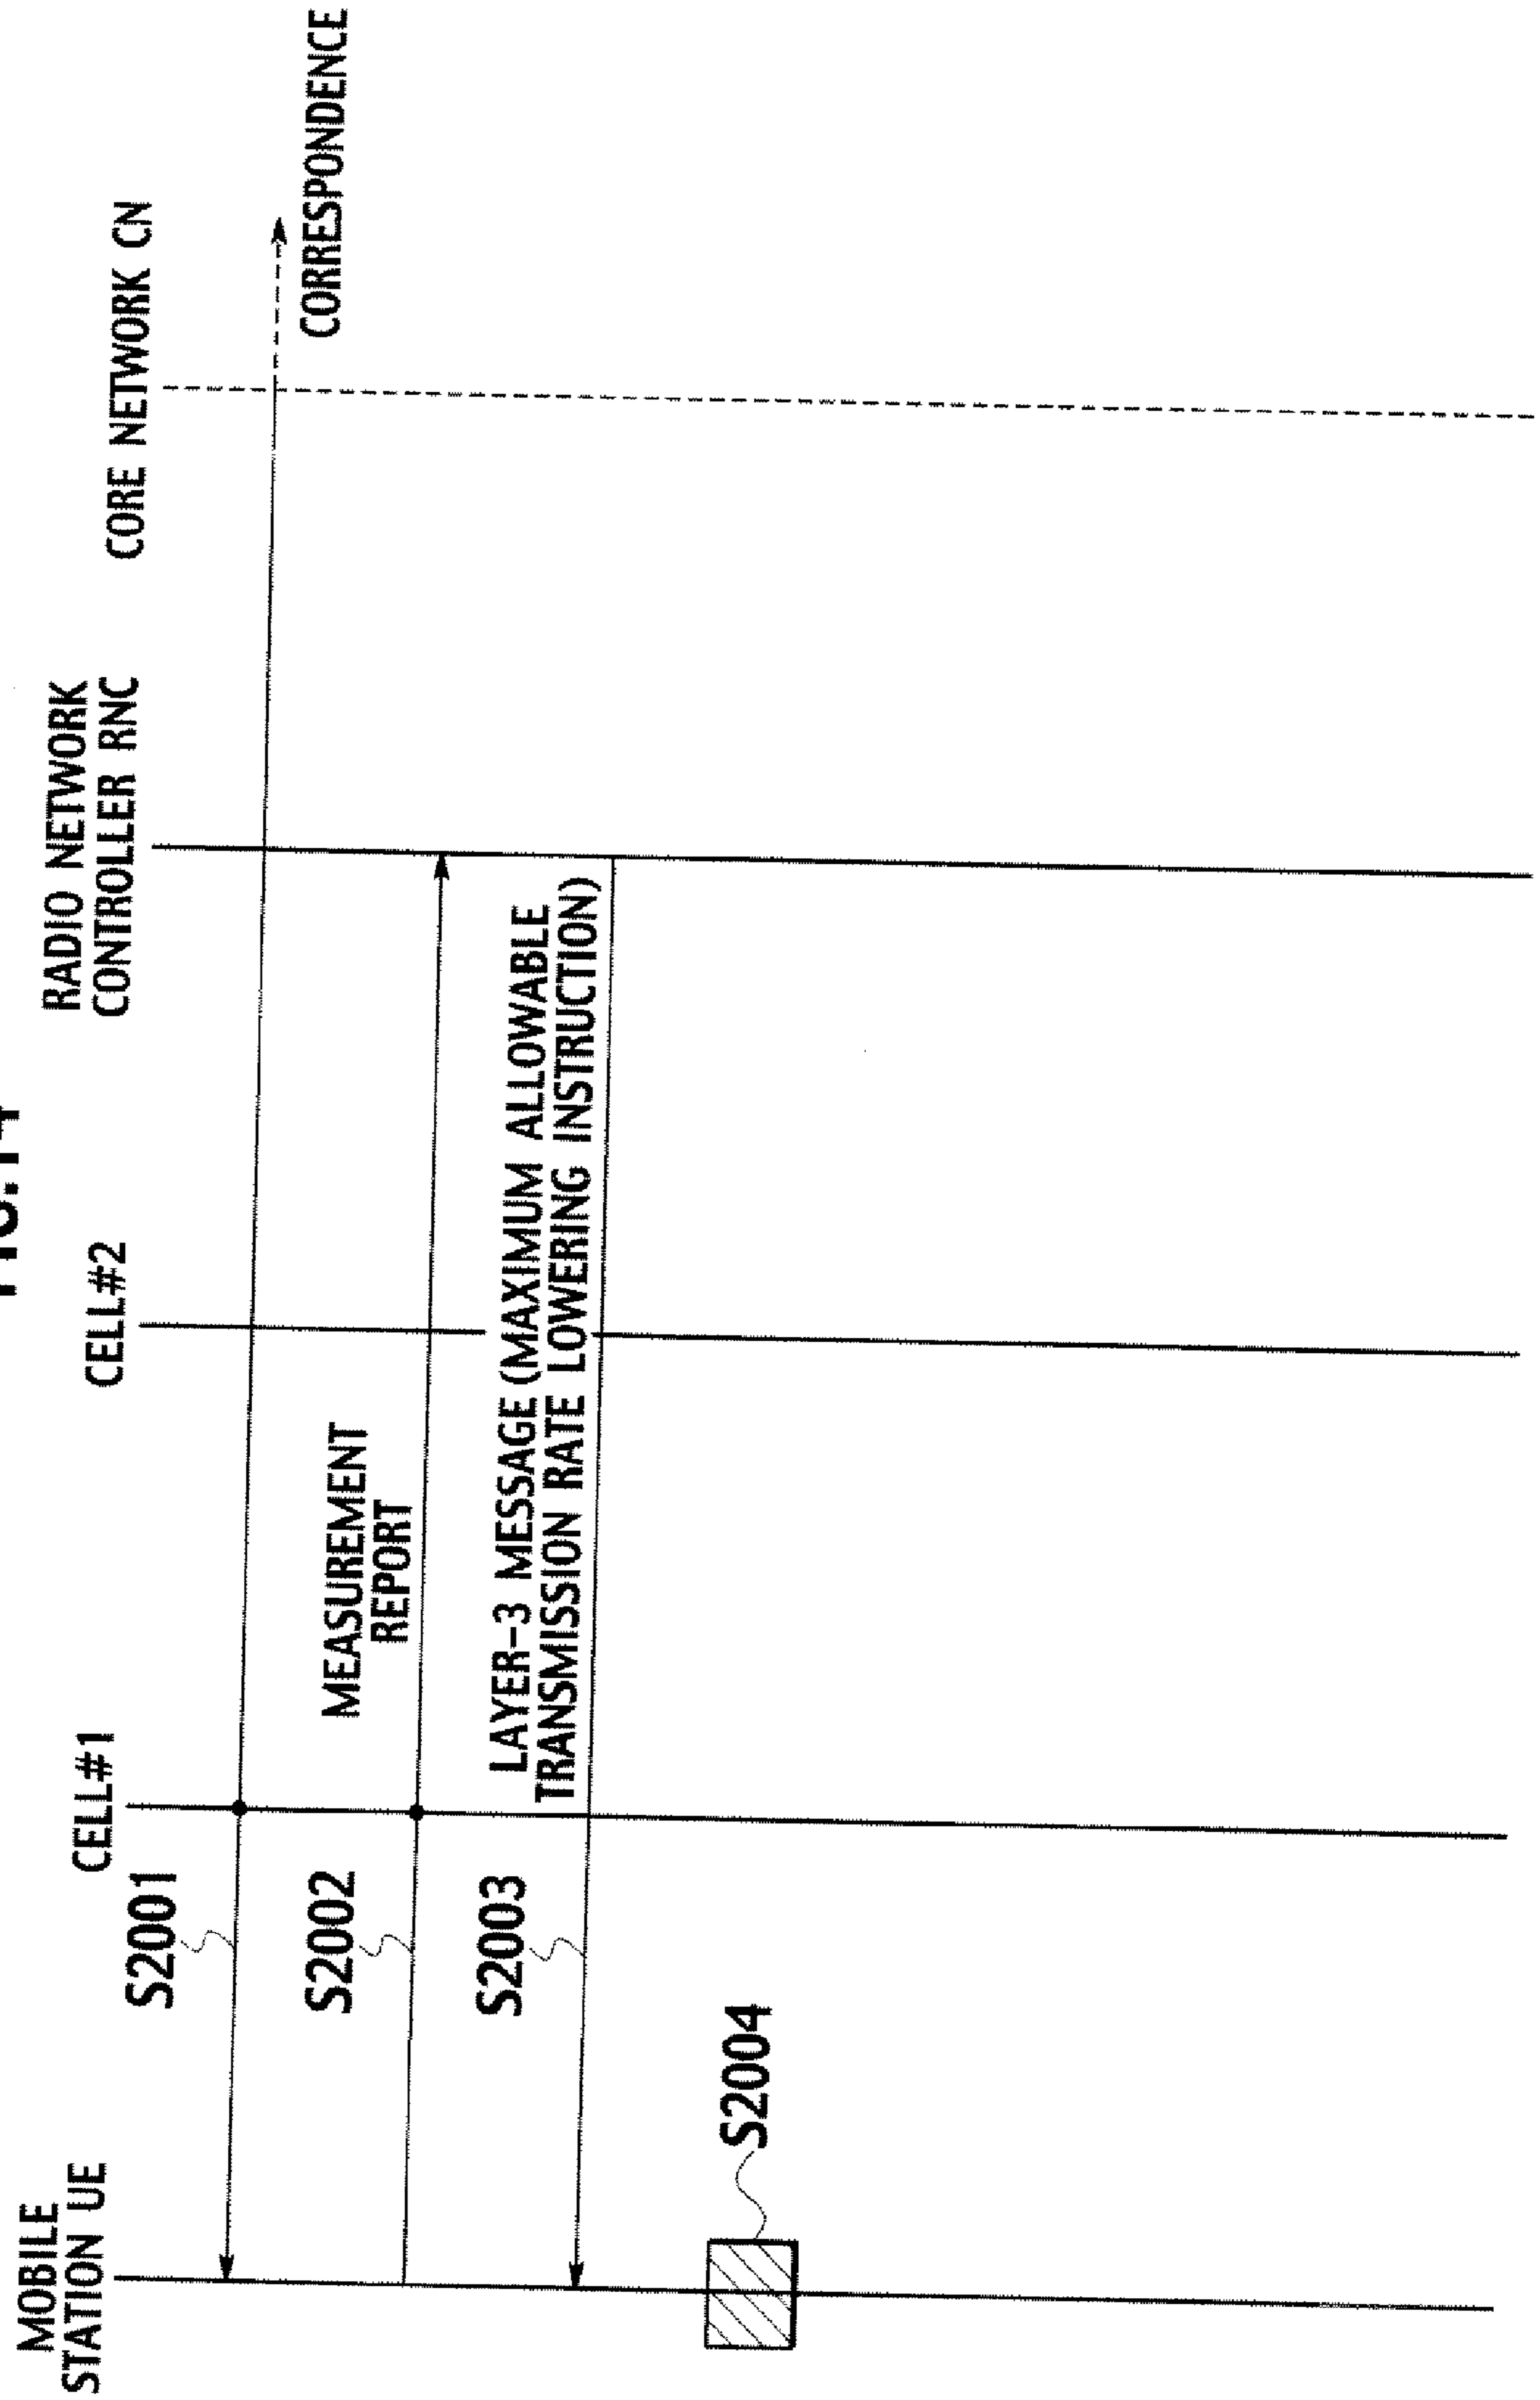 MOBILE
STATION UE
CELL#1
CELL#2
RADIO NETWORK
CONTROLLER RNC
CORE NETWORK CN
S2001
CORRESPONDENCE
S2002
MEASUREMENT
REPORT
S2003
LAYER-3 MESSAGE (MAXIMUM ALLOWABLE
TRANSMISSION RATE LOWERING INSTRUCTION)
S2004